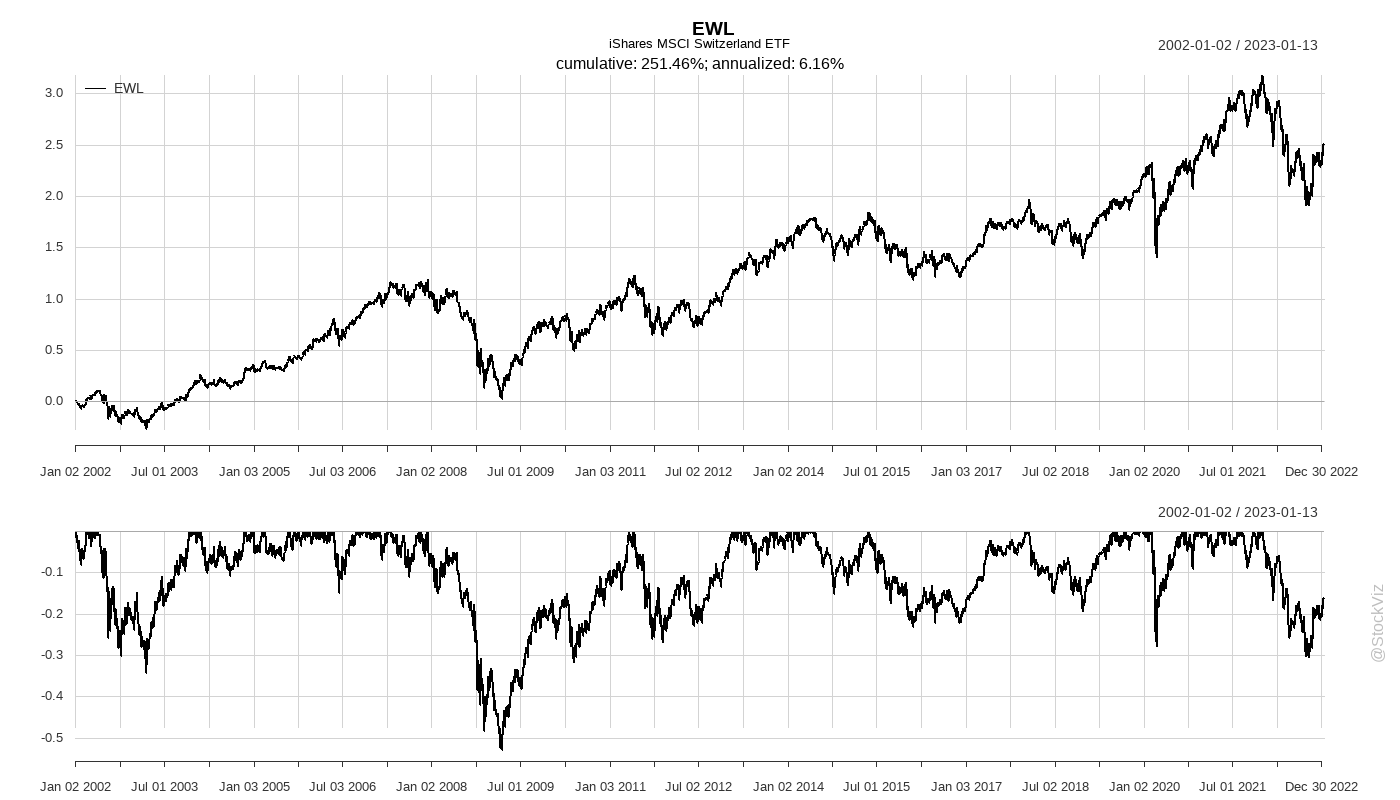 EWL
iShares MSCI Switzerland ETF
2002-01-02 / 2023-01-13
cumulative: 251.46%; annualized: 6.16%
EWL
3.0
2.5
2.0
1.5
1.0
0.5
0.0
Jan 02 2002 Jul 01 2003 Jan 03 2005 Jul 03 2006 Jan 02 2008 Jul 01 2009 Jan 03 2011 Jul 02 2012 Jan 02 2014 Jul 01 2015 Jan 03 2017 Jul 02 2018 Jan 02 2020 Jul 01 2021 Dec 30 2022
2002-01-02 / 2023-01-13
-0.1
-0.2
-0.3
-0.4
-0.5
Jan 02 2002 Jul 01 2003 Jan 03 2005 Jul 03 2006 Jan 02 2008 Jul 01 2009 Jan 03 2011 Jul 02 2012 Jan 02 2014 Jul 01 2015 Jan 03 2017 Jul 02 2018 Jan 02 2020 Jul 01 2021 Dec 30 2022
@StockViz